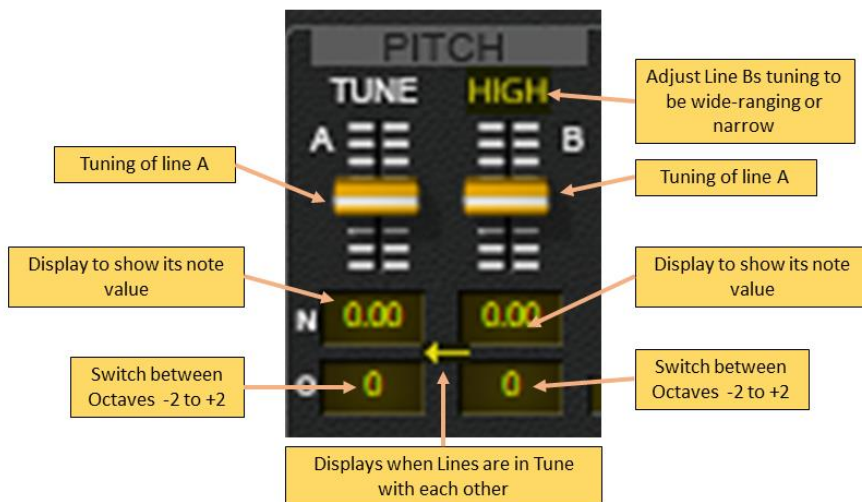 PITCH
TUNE
HIGH
A
B
Adjust Line Bs tuning to
be wide-ranging or
narrow
Tuning of line A
Tuning of line A
Display to show its note
value
Display to show its note
value
N
0.00
0.00
Switch between
Octaves -2 to +2
O
0
0
Switch between
Octaves -2 to +2
Displays when Lines are in Tune
with each other